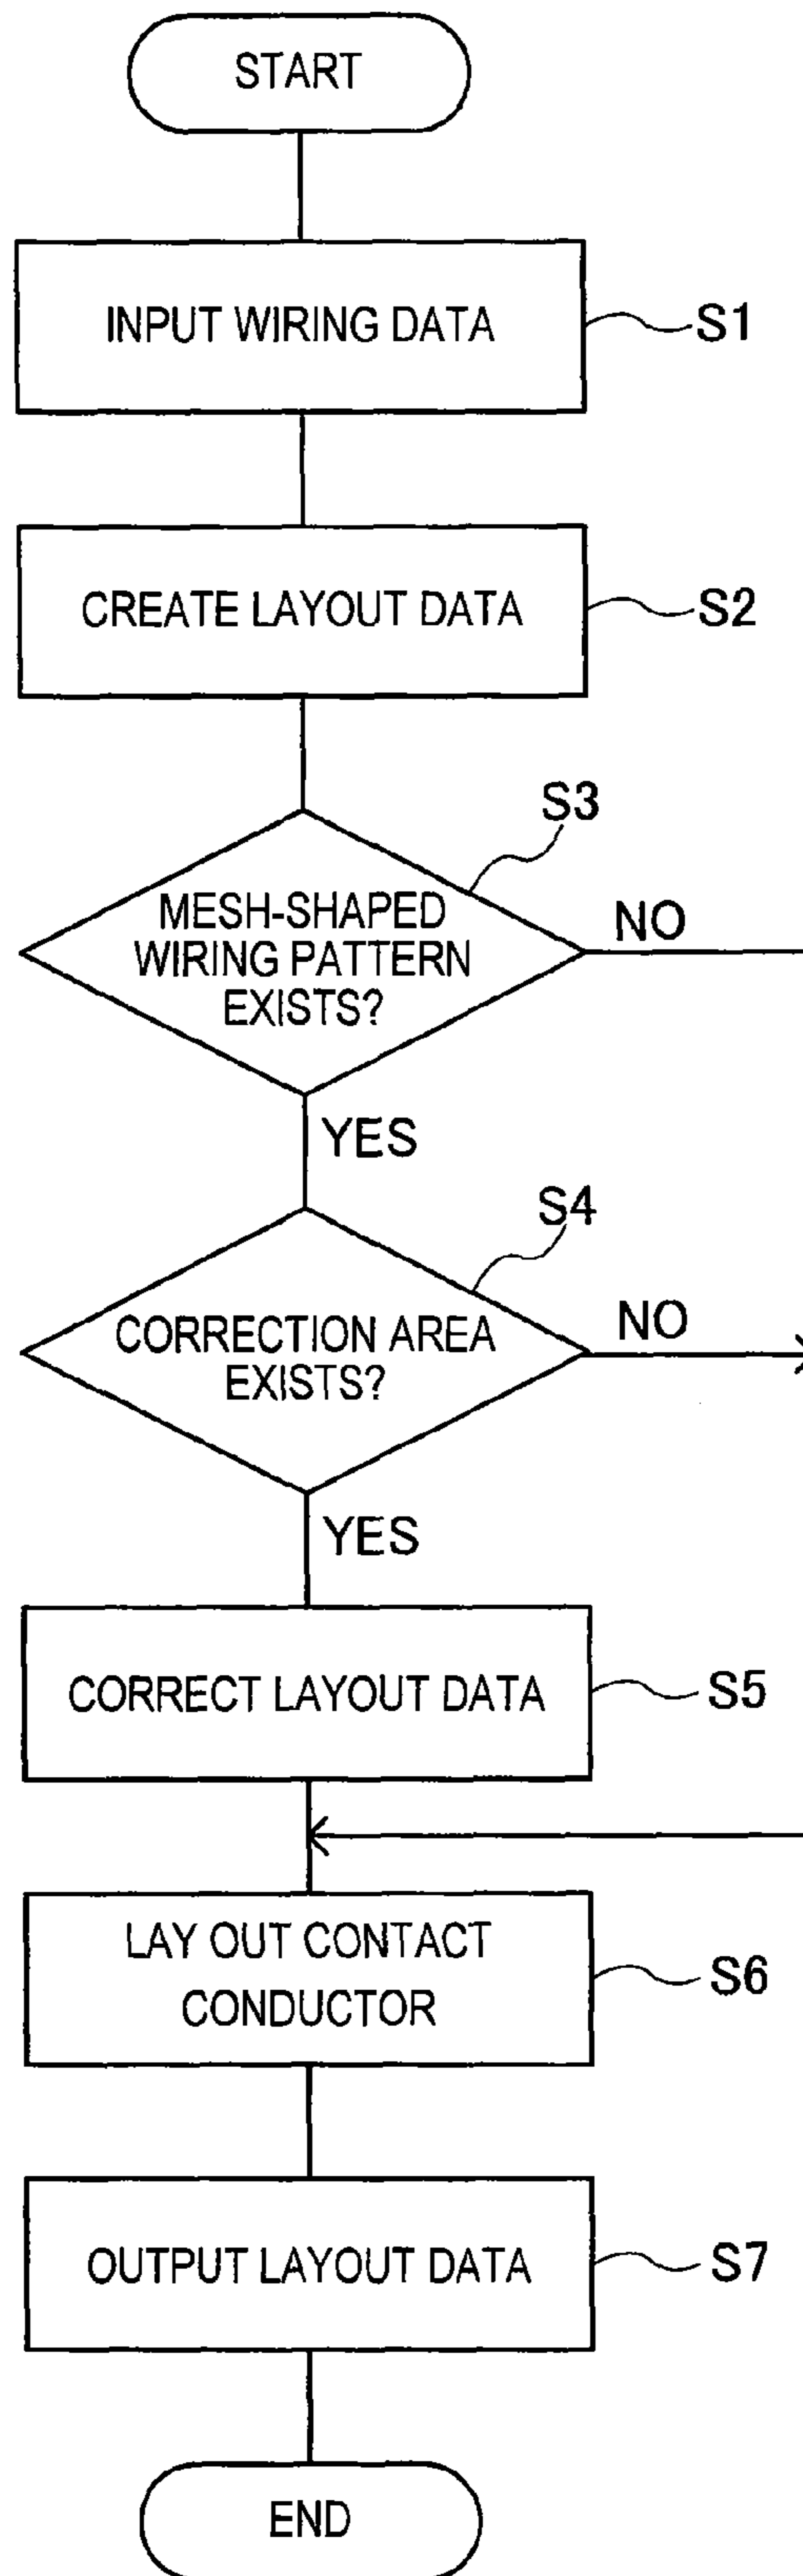 START
INPUT WIRING DATA
S1
CREATE LAYOUT DATA
S2
S3
MESH-SHAPED
WIRING PATTERN
EXISTS?
NO
YES
S4
CORRECTION AREA
EXISTS?
NO
YES
CORRECT LAYOUT DATA
S5
LAY OUT CONTACT
CONDUCTOR
S6
OUTPUT LAYOUT DATA
S7
END